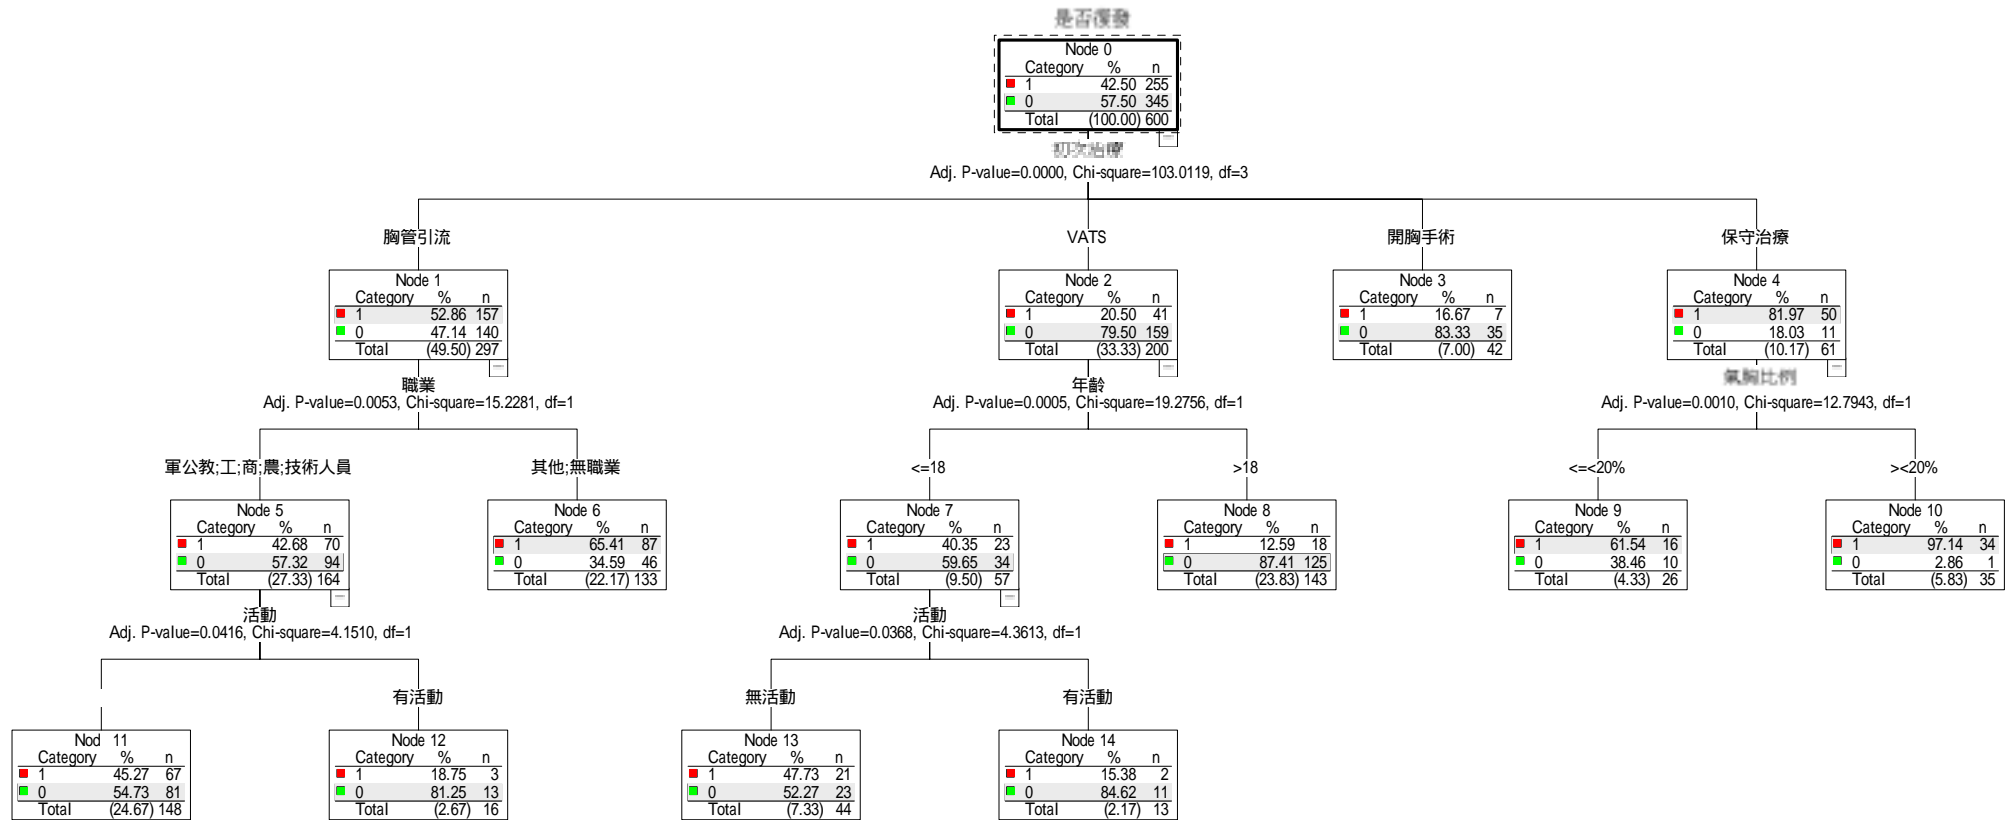 是否復發
Node 0
Category % n
1 42.50 255
0 57.50 345
Total (100.00) 600
初次治療
Adj. P-value=0.0000, Chi-square=103.0119, df=3
胸管引流
VATS
開胸手術
保守治療
Node 1
Category % n
1 52.86 157
0 47.14 140
Total (49.50) 297
Node 2
Category % n
1 20.50 41
0 79.50 159
Total (33.33) 200
Node 3
Category % n
1 16.67 7
0 83.33 35
Total (7.00) 42
Node 4
Category % n
1 81.97 50
0 18.03 11
Total (10.17) 61
職業
Adj. P-value=0.0053, Chi-square=15.2281, df=1
年齡
Adj. P-value=0.0005, Chi-square=19.2756, df=1
氣胸比例
Adj. P-value=0.0010, Chi-square=12.7943, df=1
軍公教;工;商;農;技術人員
其他;無職業
<=18
>18
<=<20%
><20%
Node 5
Category % n
1 42.68 70
0 57.32 94
Total (27.33) 164
Node 6
Category % n
1 65.41 87
0 34.59 46
Total (22.17) 133
Node 7
Category % n
1 40.35 23
0 59.65 34
Total (9.50) 57
Node 8
Category % n
1 12.59 18
0 87.41 125
Total (23.83) 143
Node 9
Category % n
1 61.54 16
0 38.46 10
Total (4.33) 26
Node 10
Category % n
1 97.14 34
0 2.86 1
Total (5.83) 35
活動
Adj. P-value=0.0416, Chi-square=4.1510, df=1
活動
Adj. P-value=0.0368, Chi-square=4.3613, df=1
有活動
無活動
有活動
Nod 11
Category % n
1 45.27 67
0 54.73 81
Total (24.67) 148
Node 12
Category % n
1 18.75 3
0 81.25 13
Total (2.67) 16
Node 13
Category % n
1 47.73 21
0 52.27 23
Total (7.33) 44
Node 14
Category % n
1 15.38 2
0 84.62 11
Total (2.17) 13